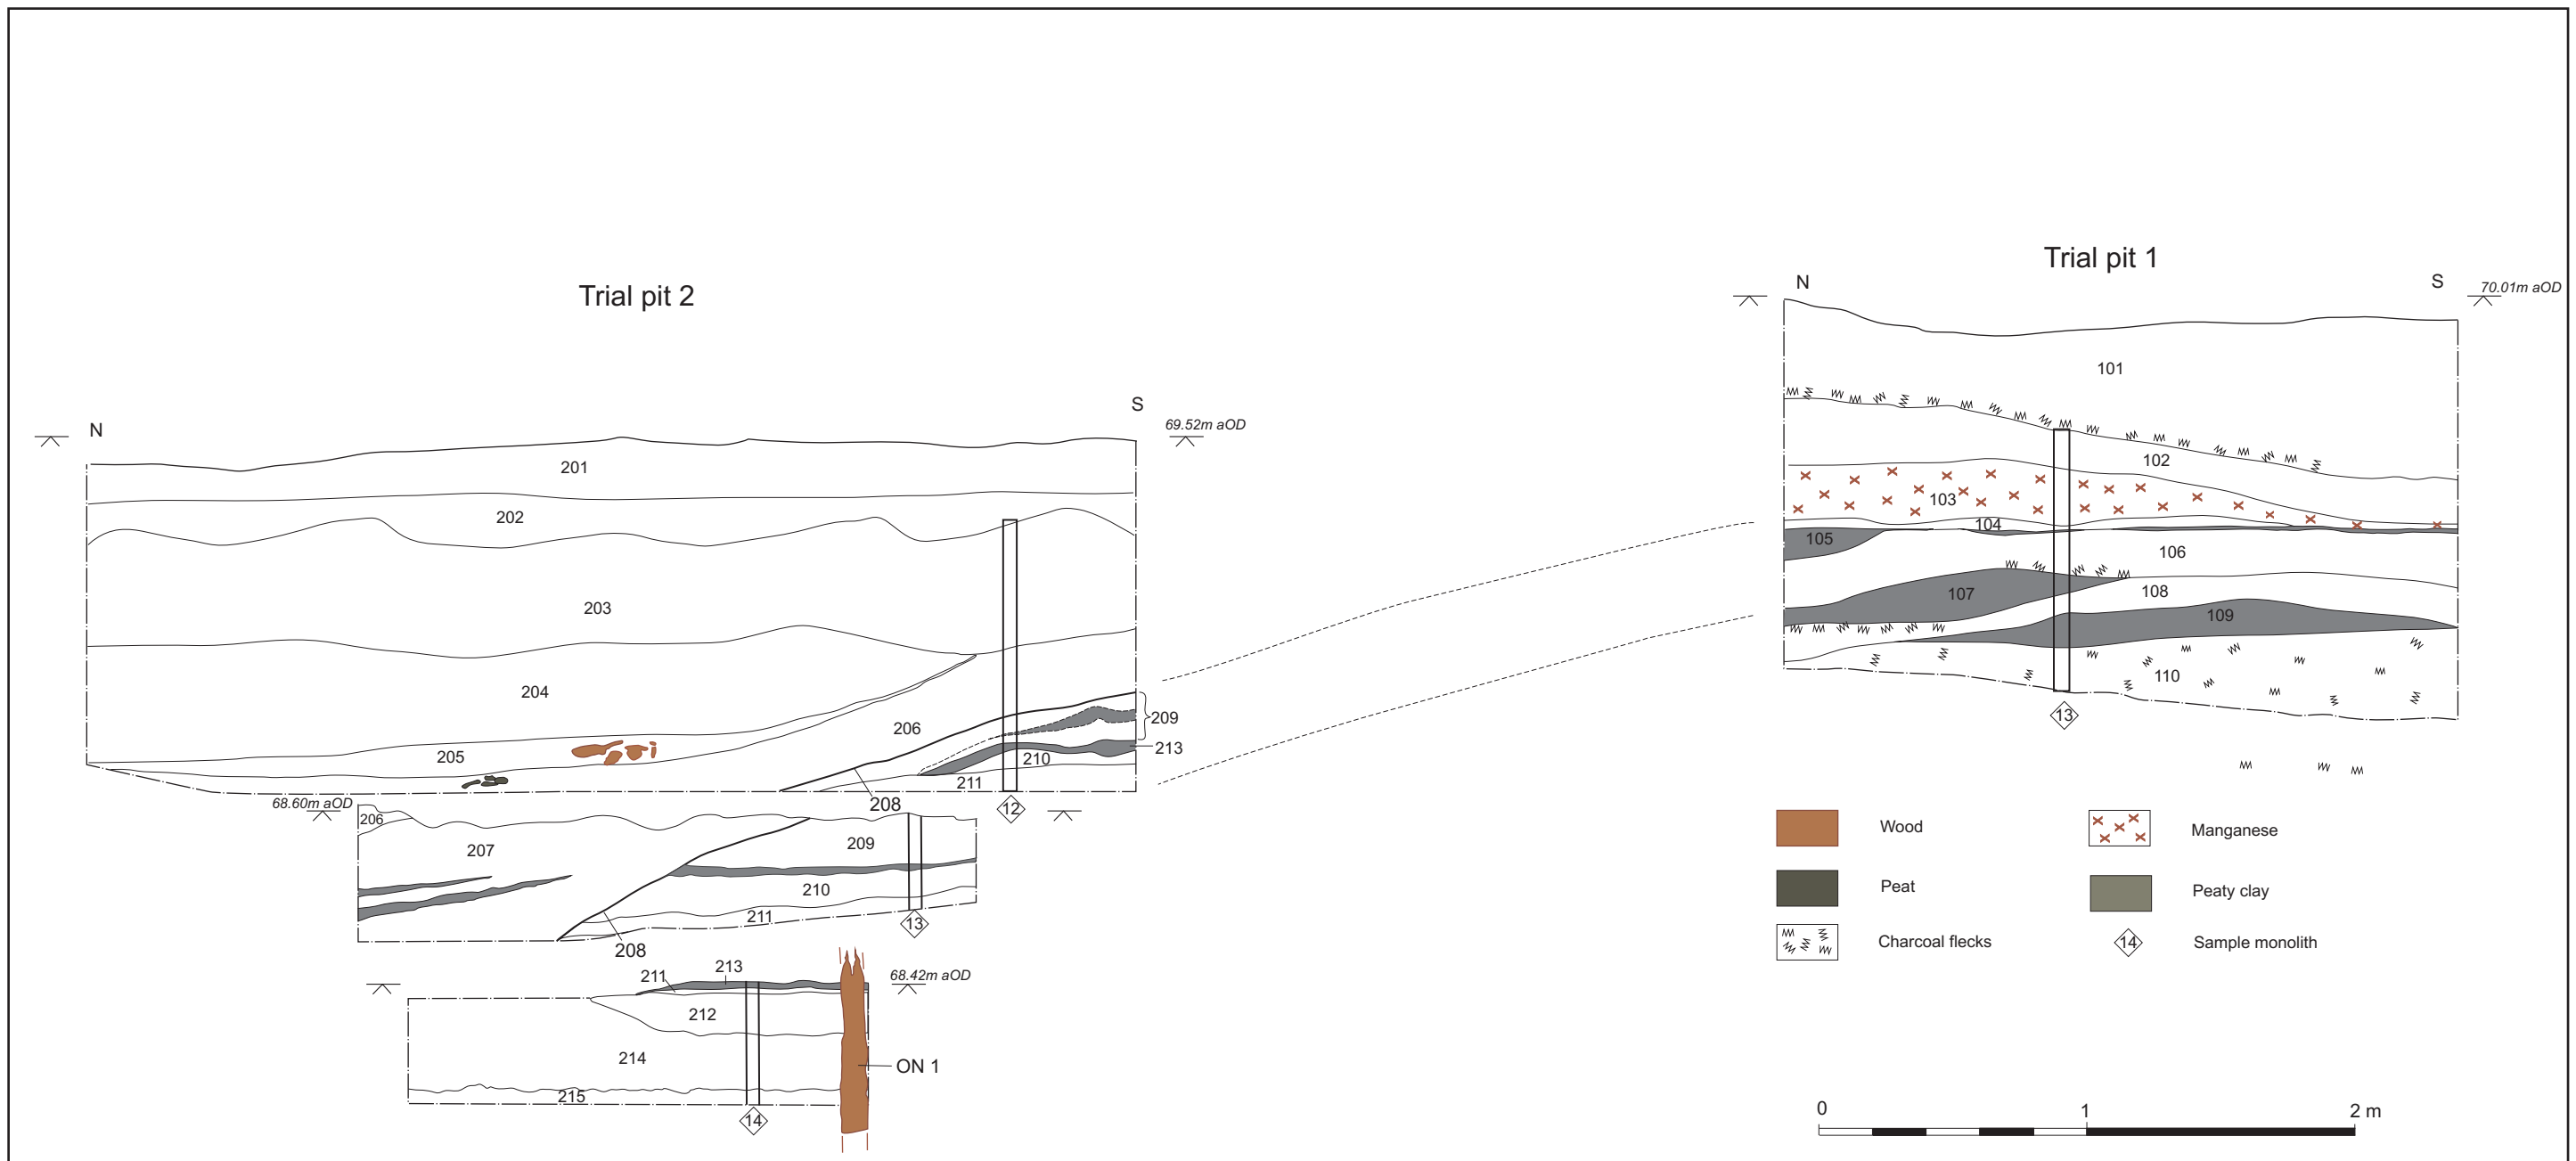 Trial pit 2
N
S
69.52m aOD
201
202
203
204
205
206
209
213
210
211
208
12
68.60m aOD
206
207
209
210
211
208
13
213
211
68.42m aOD
212
214
ON 1
215
14
Trial pit 1
N
S
70.01m aOD
101
102
103
104
105
106
107
108
109
110
13
Wood
Manganese
Peat
Peaty clay
Charcoal flecks
14
Sample monolith
0
1
2 m